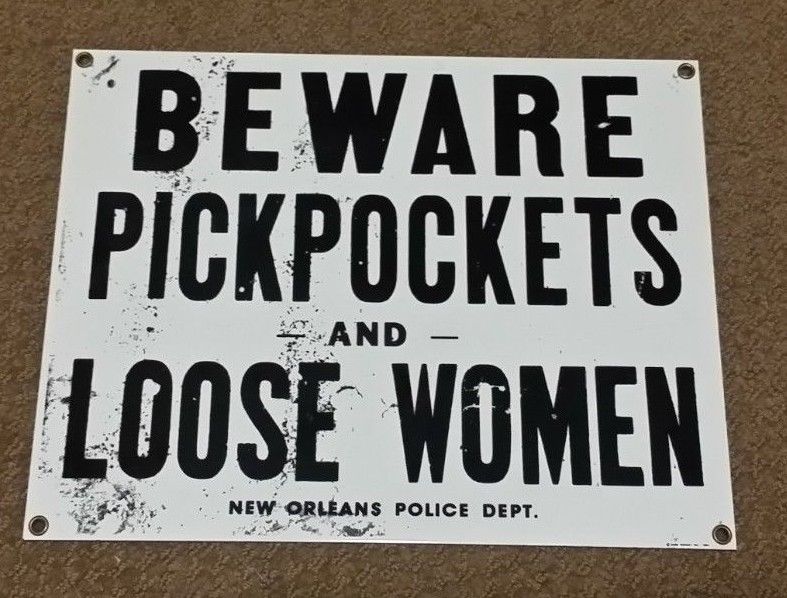 BEWARE
PICKPOCKETS
— AND —
LOOSE WOMEN
NEW ORLEANS POLICE DEPT.